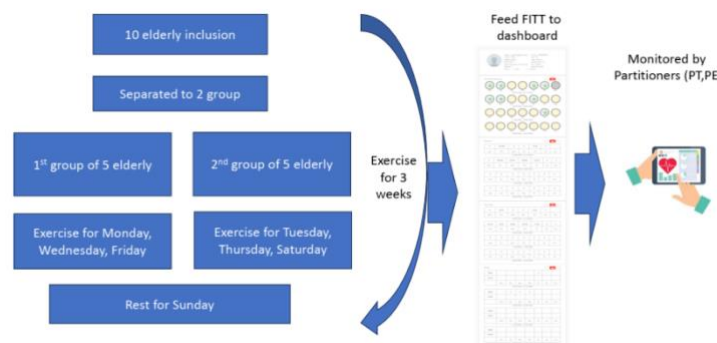 10 elderly inclusion
Separated to 2 group
1st group of 5 elderly
2nd group of 5 elderly
Exercise for Monday,
Wednesday, Friday
Exercise for Tuesday,
Thursday, Saturday
Rest for Sunday
Exercise
for 3
weeks
Feed FITT to
dashboard
Monitored by
Partitioners (PT,PE